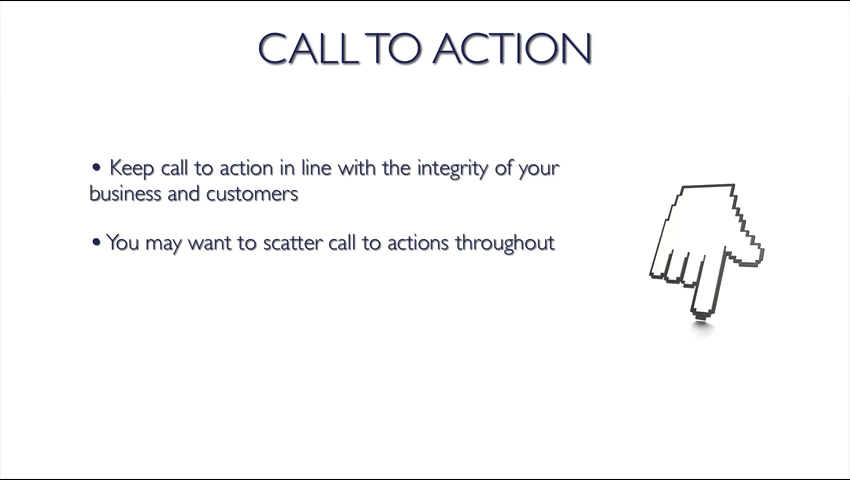 CALL TO ACTION
• Keep call to action in line with the integrity of your
business and customers
• You may want to scatter call to actions throughout